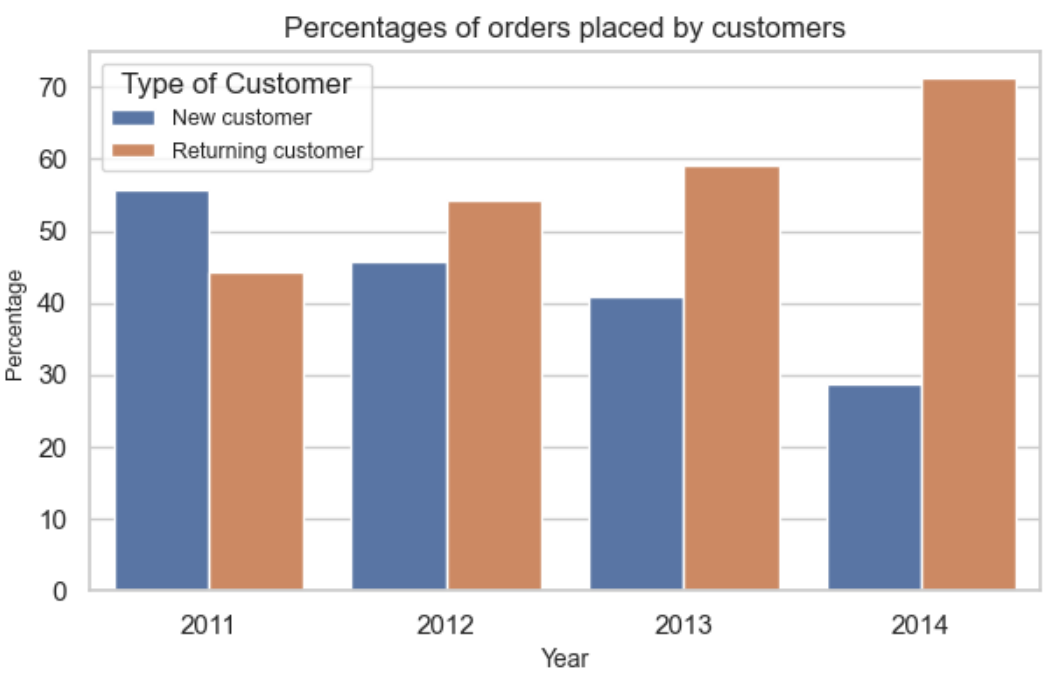 Percentages of orders placed by customers
Type of Customer
New customer
Returning customer
Percentage
70
60
50
40
30
20
10
0
2011 2012 2013 2014
Year